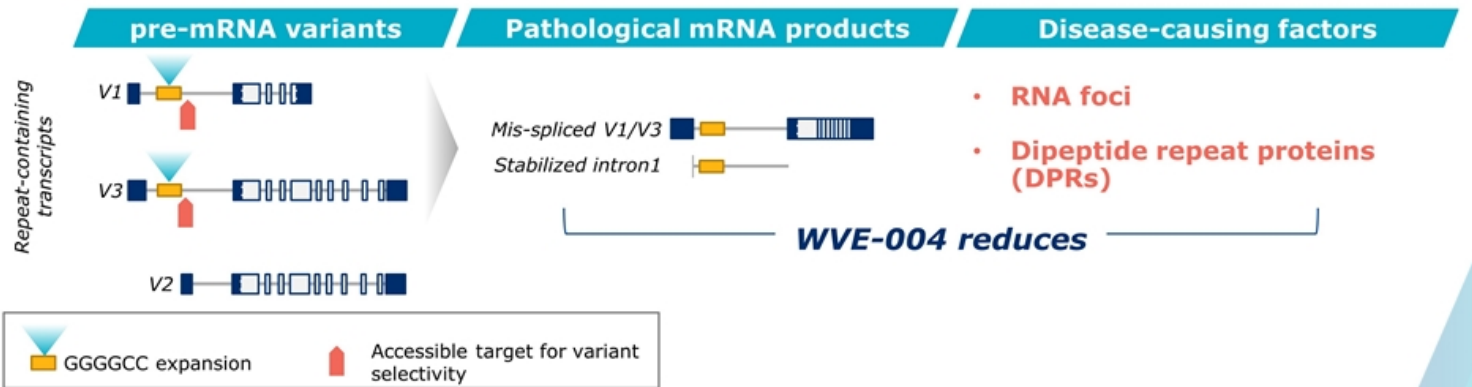 pre-mRNA variants
Pathological mRNA products
Disease-causing factors
Repeat-containing
transcripts
V1
V3
V2
Mis-spliced V1/V3
Stabilized intron1
• RNA foci
• Dipeptide repeat proteins
(DPRs)
WVE-004 reduces
GGGGCC expansion
Accessible target for variant
selectivity